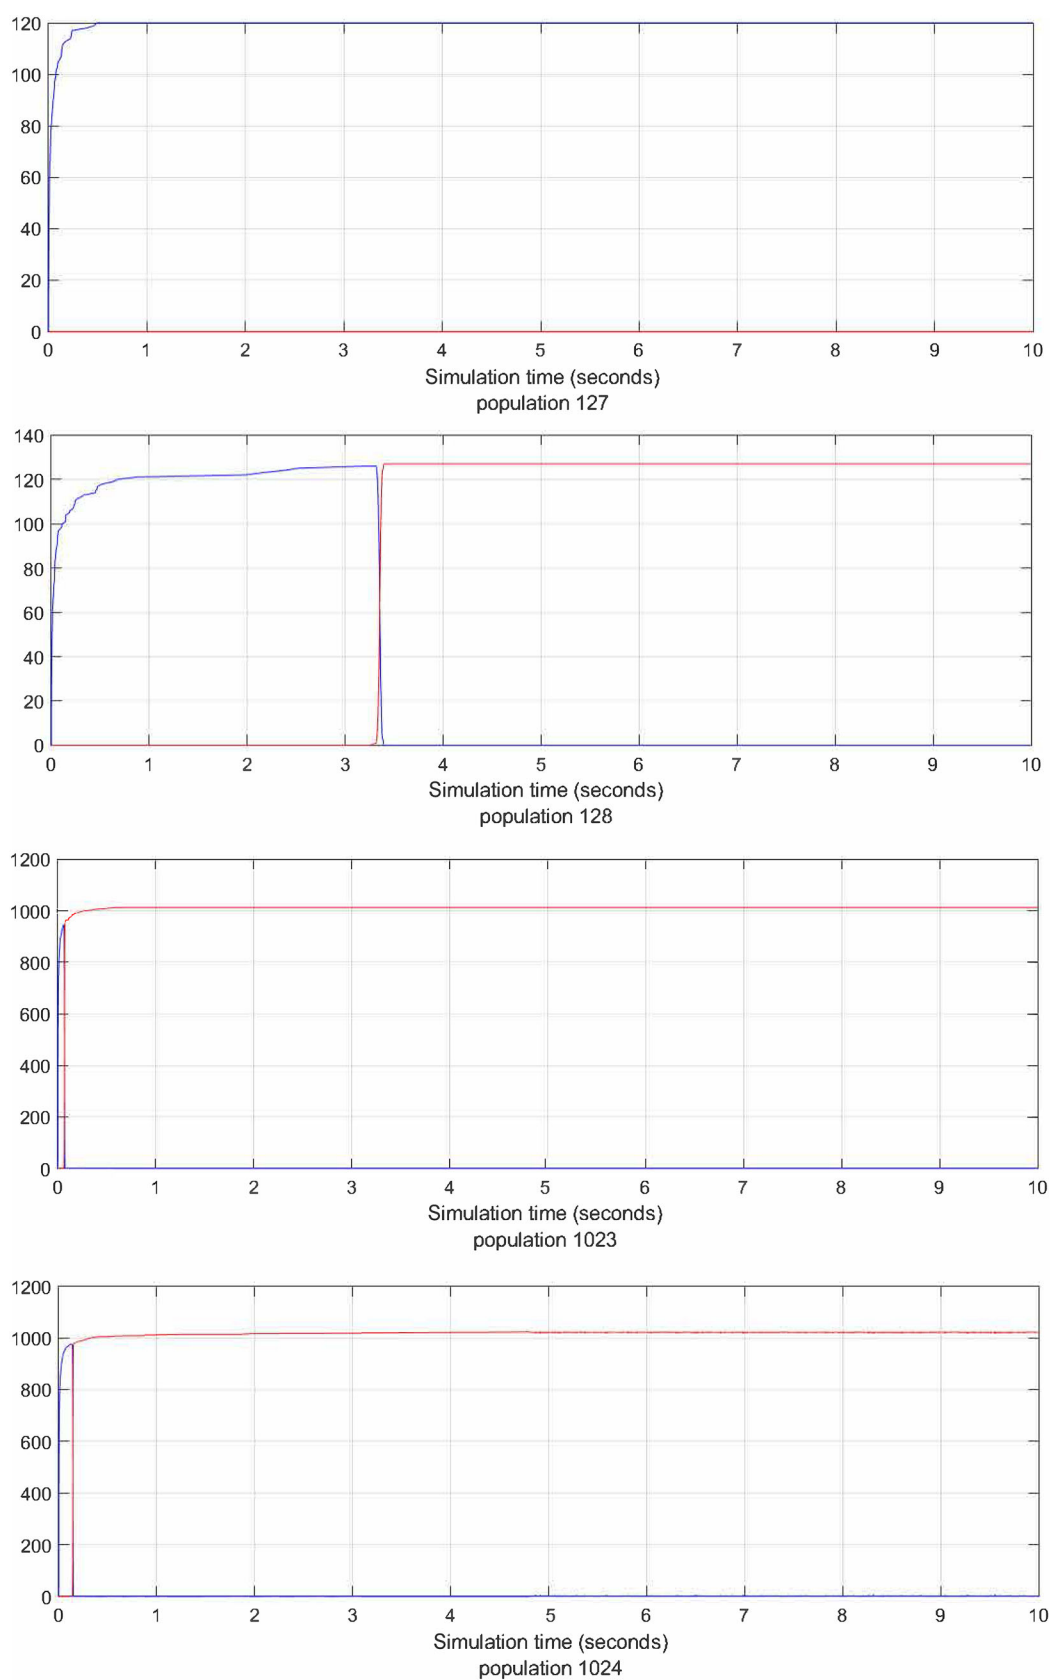 120
100
80
60
40
20
0
0 1 2 3 4 5 6 7 8 9 10
Simulation time (seconds)
population 127
140
120
100
80
60
40
20
0
0 1 2 3 4 5 6 7 8 9 10
Simulation time (seconds)
population 128
1200
1000
800
600
400
200
0
0 1 2 3 4 5 6 7 8 9 10
Simulation time (seconds)
population 1023
1200
1000
800
600
400
200
0
0 1 2 3 4 5 6 7 8 9 10
Simulation time (seconds)
population 1024